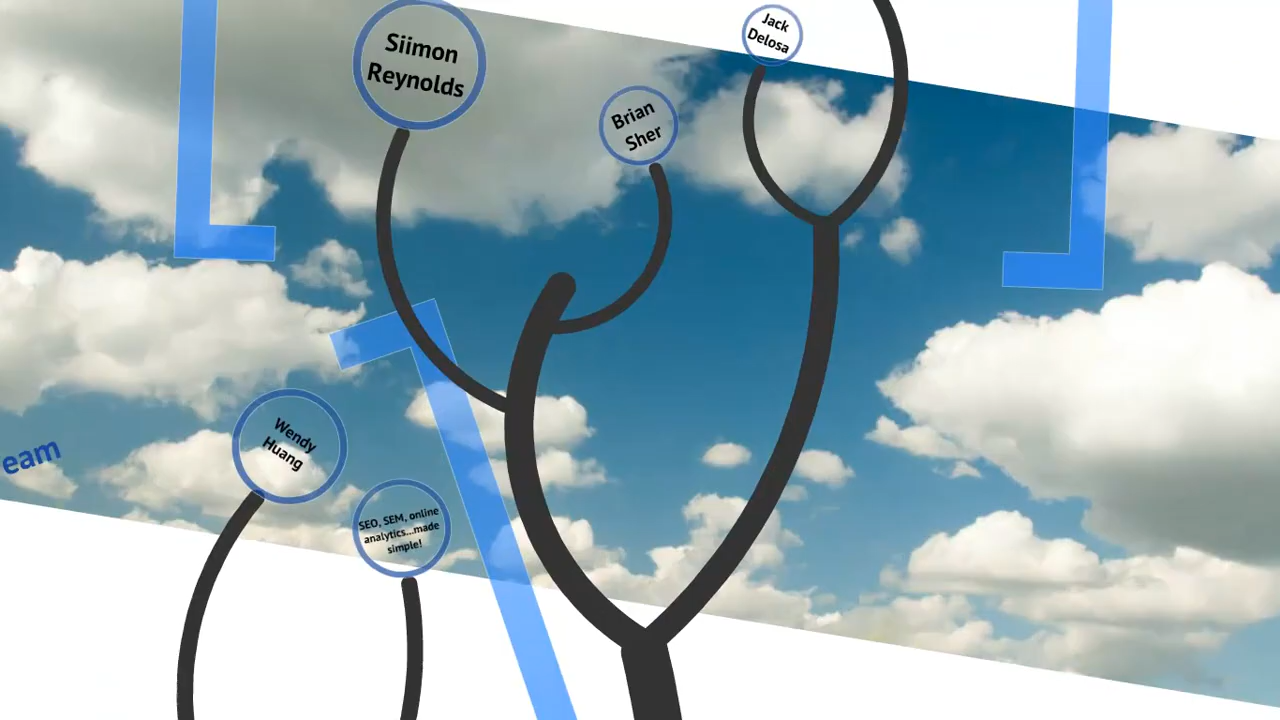 Jack
Delosa
Siimon
Reynolds
Brian
Sher
Wendy
Huang
eam
SEO, SEM, online
analytics...made
simple!